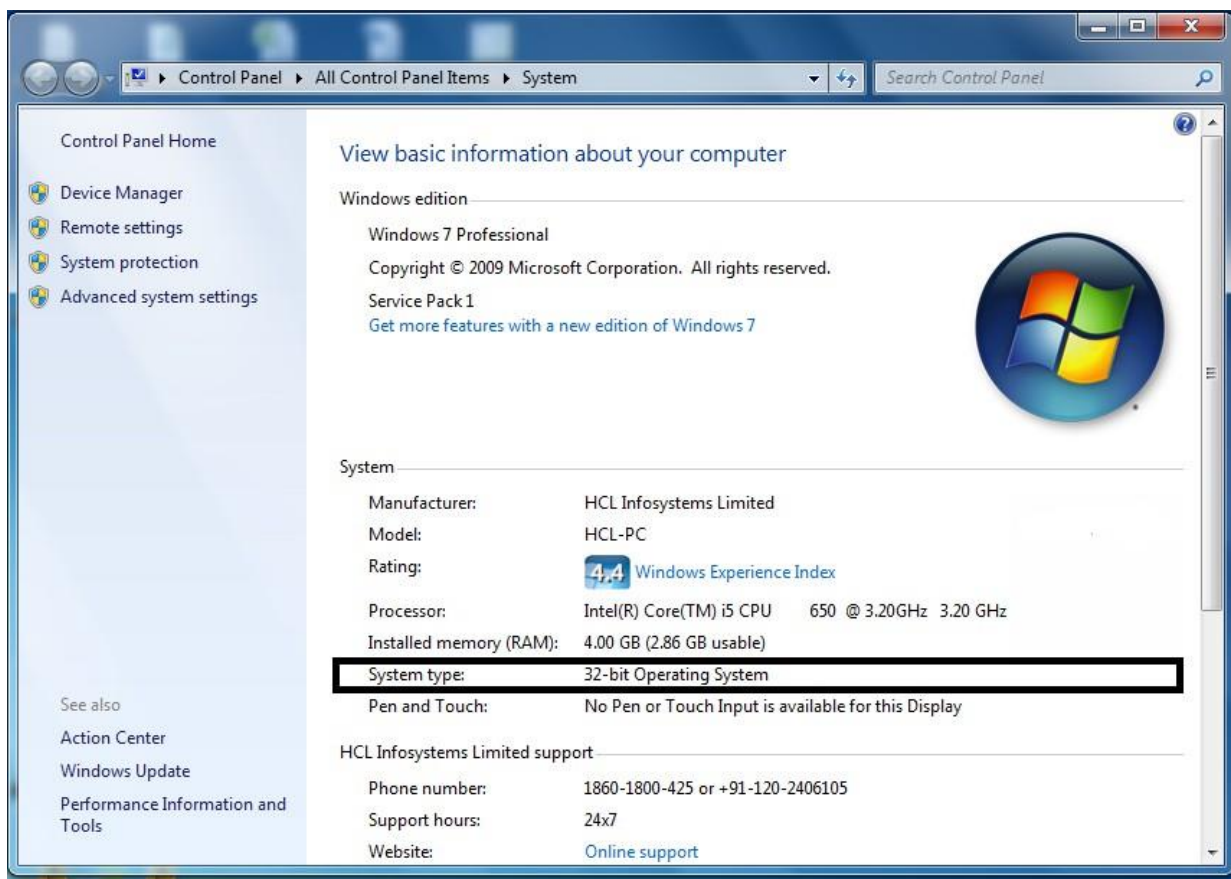 Control Panel ▸ All Control Panel Items ▸ System
Search Control Panel
Control Panel Home
Device Manager
Remote settings
System protection
Advanced system settings
See also
Action Center
Windows Update
Performance Information and
Tools
View basic information about your computer
Windows edition
Windows 7 Professional
Copyright © 2009 Microsoft Corporation. All rights reserved.
Service Pack 1
Get more features with a new edition of Windows 7
System
Manufacturer: HCL Infosystems Limited
Model: HCL-PC
Rating: 4.4 Windows Experience Index
Processor: Intel(R) Core(TM) i5 CPU 650 @ 3.20GHz 3.20 GHz
Installed memory (RAM): 4.00 GB (2.86 GB usable)
System type: 32-bit Operating System
Pen and Touch: No Pen or Touch Input is available for this Display
HCL Infosystems Limited support
Phone number: 1860-1800-425 or +91-120-2406105
Support hours: 24x7
Website: Online support